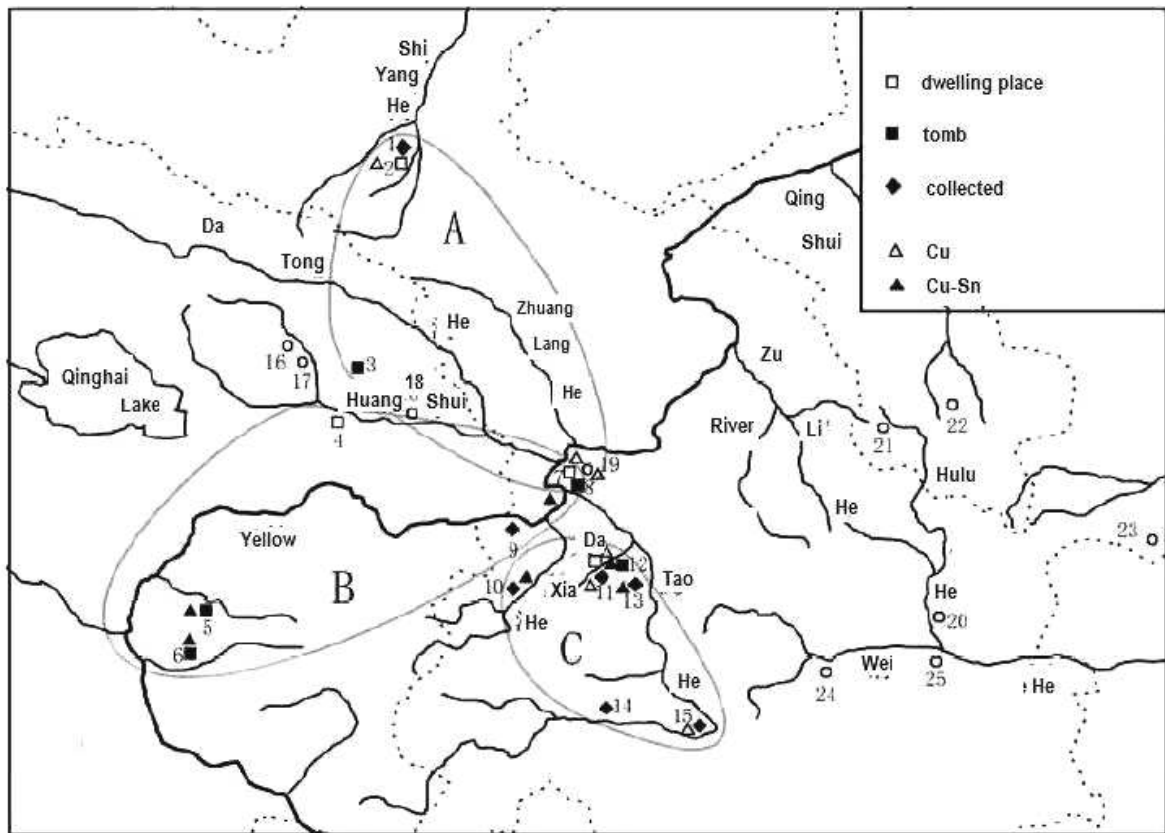 Shi
Yang
He
1
2
A
Da
Tong
He
Zhuang
Lang
He
Qing
Shui
16
17
Qinghai
Lake
3
18
Huang
Shui
4
Zu
River
Li
He
21
22
Hulu
He
19
8
Yellow
9
B
10
Da
Xia
He
11
12
13
Tao
He
5
6
C
14
15
20
23
Wei
He
24
25
dwelling place
tomb
collected
Cu
Cu-Sn